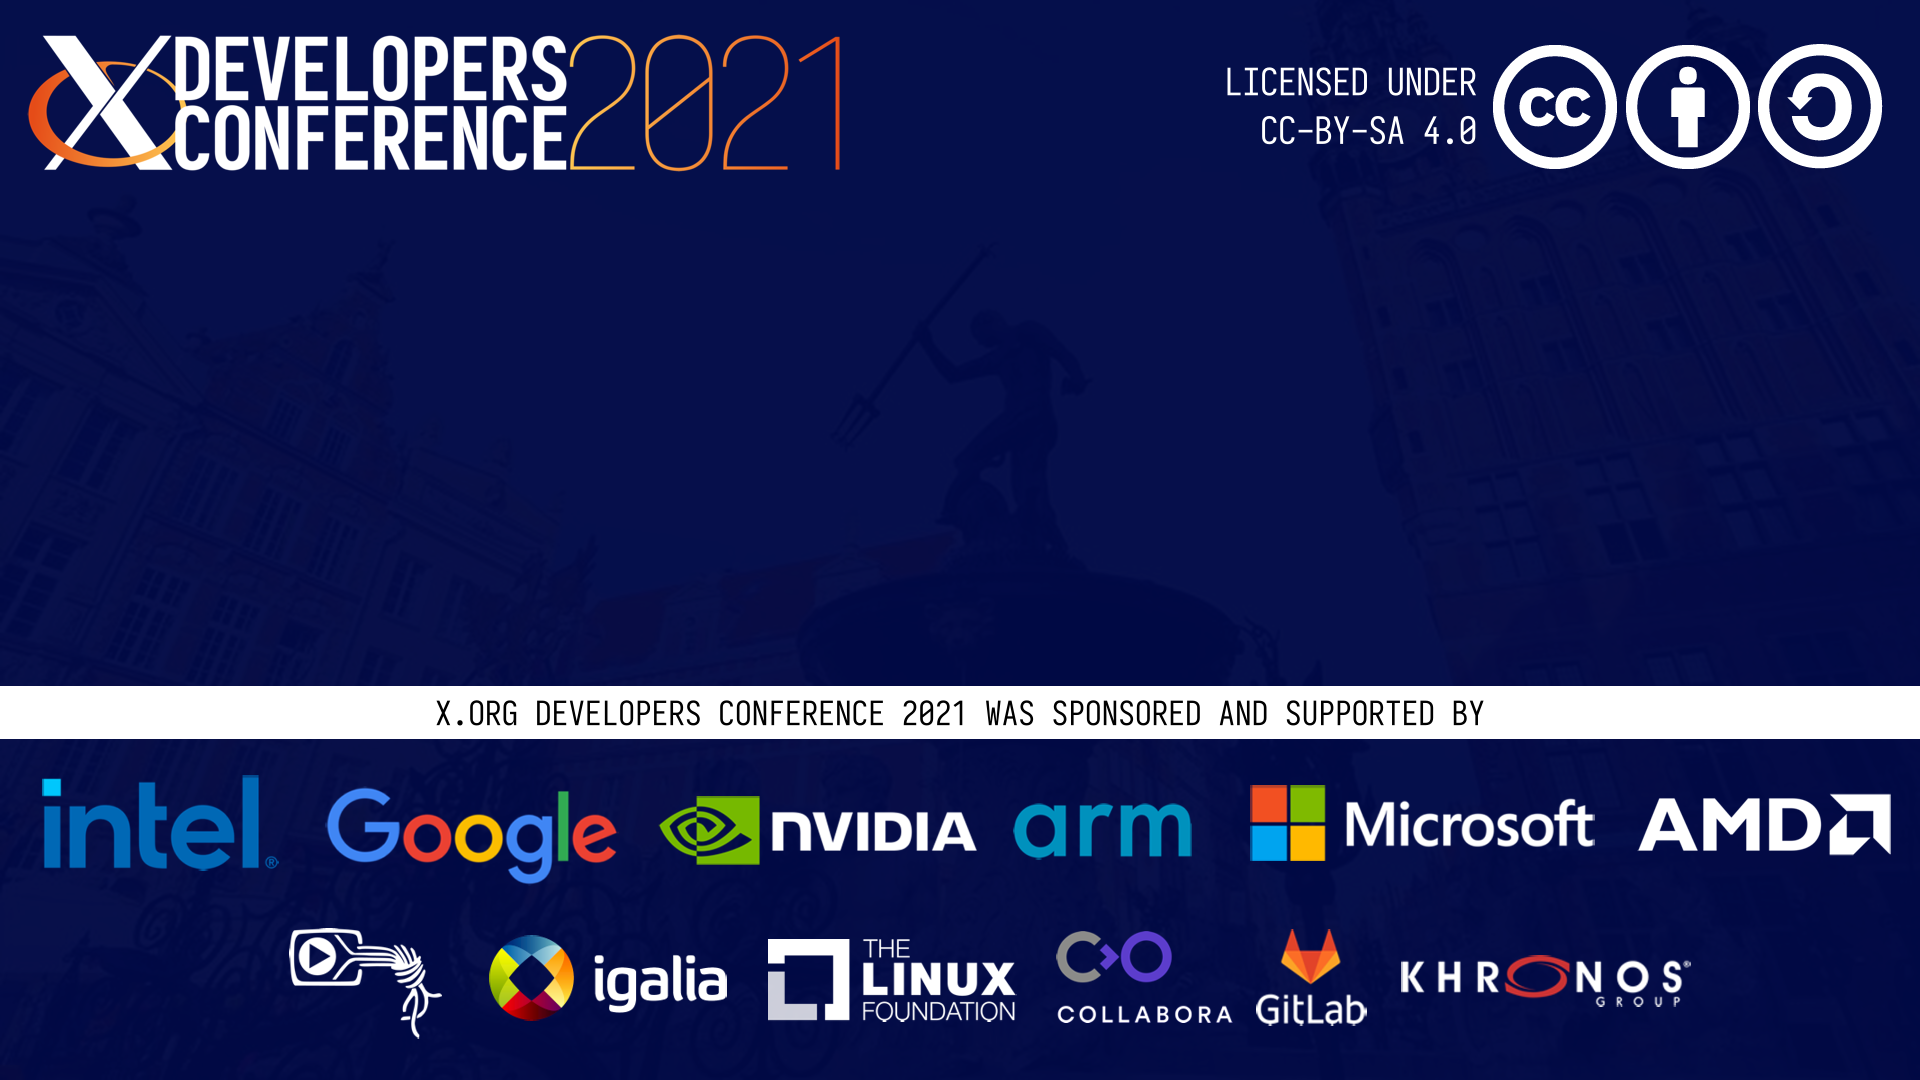 X DEVELOPERS
CONFERENCE 2021
LICENSED UNDER
CC-BY-SA 4.0
cc
X.ORG DEVELOPERS CONFERENCE 2021 WAS SPONSORED AND SUPPORTED BY
intel®
Google
NVIDIA
arm
Microsoft
AMD
igalia
THE
LINUX
FOUNDATION
COLLABORA
GitLab
KHRONOS®
GROUP